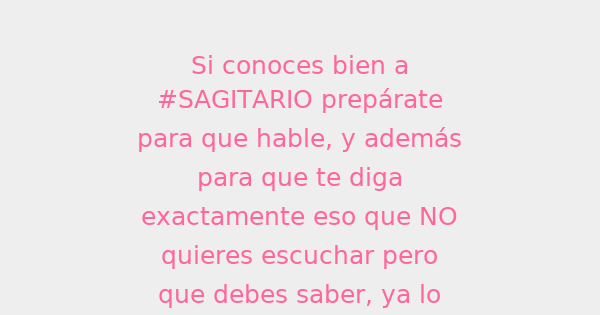 Si conoces bien a
#SAGITARIO prepárate
para que hable, y además
para que te diga
exactamente eso que NO
quieres escuchar pero
que debes saber, ya lo